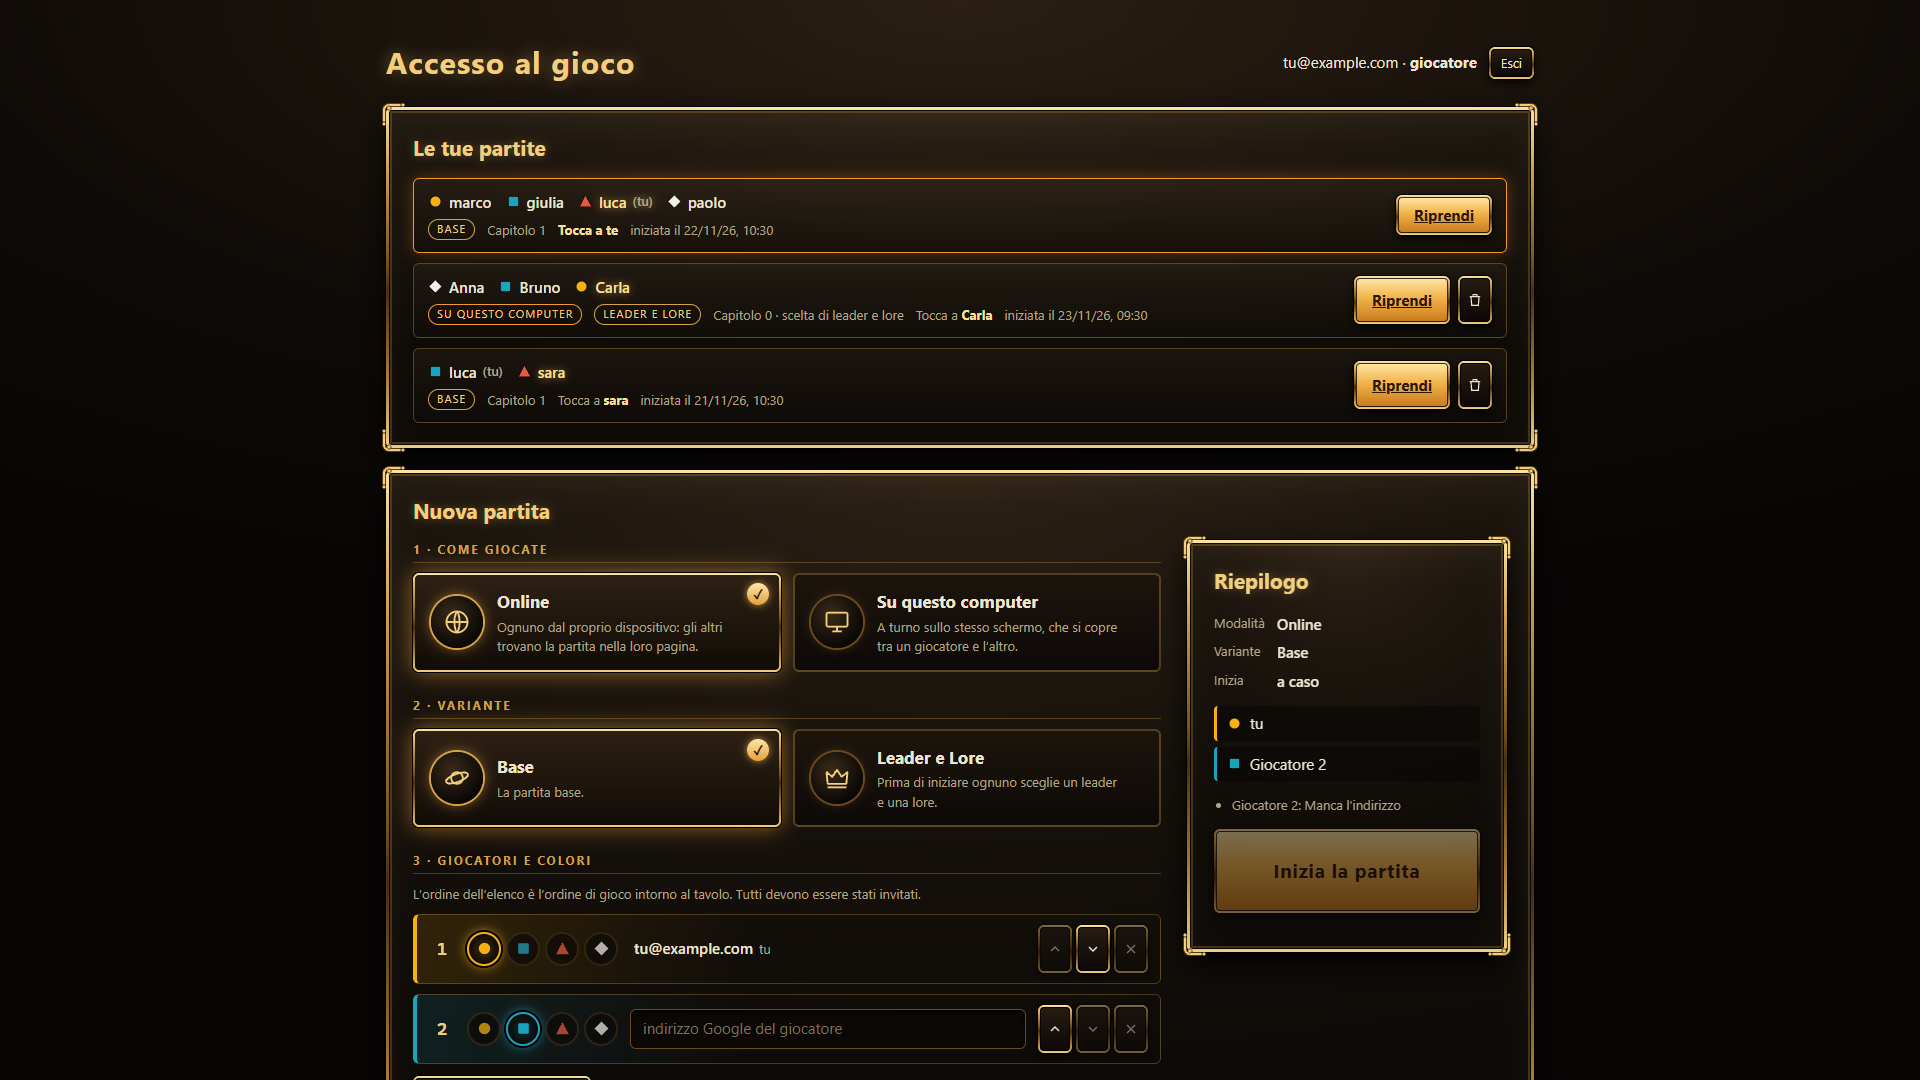 Accesso al gioco
tu@example.com · giocatore
Esci
Le tue partite
marco giulia luca (tu) paolo
BASE Capitolo 1 Tocca a te iniziata il 22/11/26, 10:30
Riprendi
Anna Bruno Carla
SU QUESTO COMPUTER LEADER E LORE Capitolo 0 · scelta di leader e lore Tocca a Carla iniziata il 23/11/26, 09:30
Riprendi
luca (tu) sara
BASE Capitolo 1 Tocca a sara iniziata il 21/11/26, 10:30
Riprendi
Nuova partita
1 · COME GIOCATE
Online
Ognuno dal proprio dispositivo: gli altri
trovano la partita nella loro pagina.
Su questo computer
A turno sullo stesso schermo, che si copre
tra un giocatore e l'altro.
2 · VARIANTE
Base
La partita base.
Leader e Lore
Prima di iniziare ognuno sceglie un leader
e una lore.
3 · GIOCATORI E COLORI
L'ordine dell'elenco è l'ordine di gioco intorno al tavolo. Tutti devono essere stati invitati.
1 tu@example.com tu
2 indirizzo Google del giocatore
Riepilogo
Modalità Online
Variante Base
Inizia a caso
tu
Giocatore 2
Giocatore 2: Manca l'indirizzo
Inizia la partita